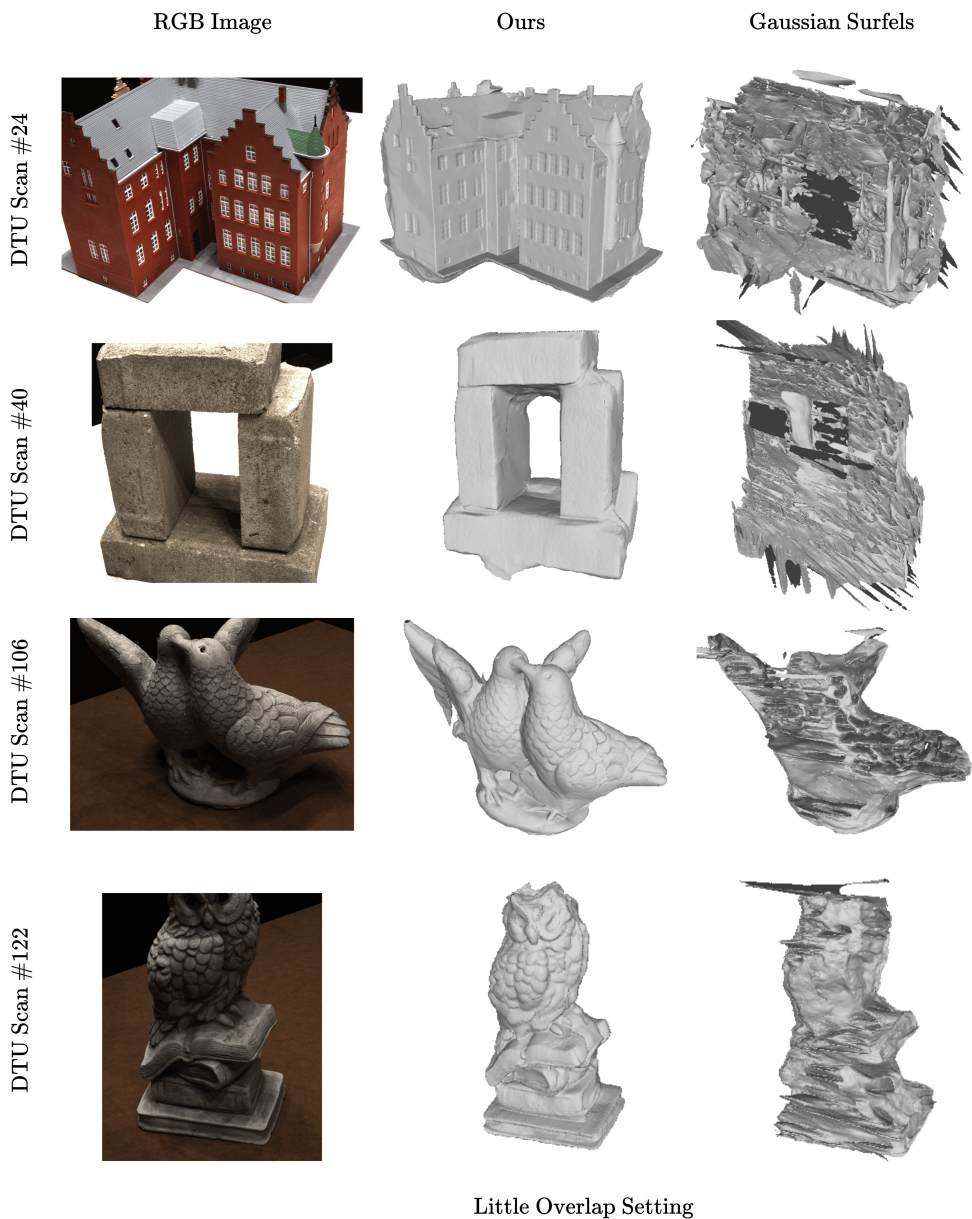 RGB Image
Ours
Gaussian Surfels
DTU Scan #24
DTU Scan #40
DTU Scan #106
DTU Scan #122
Little Overlap Setting